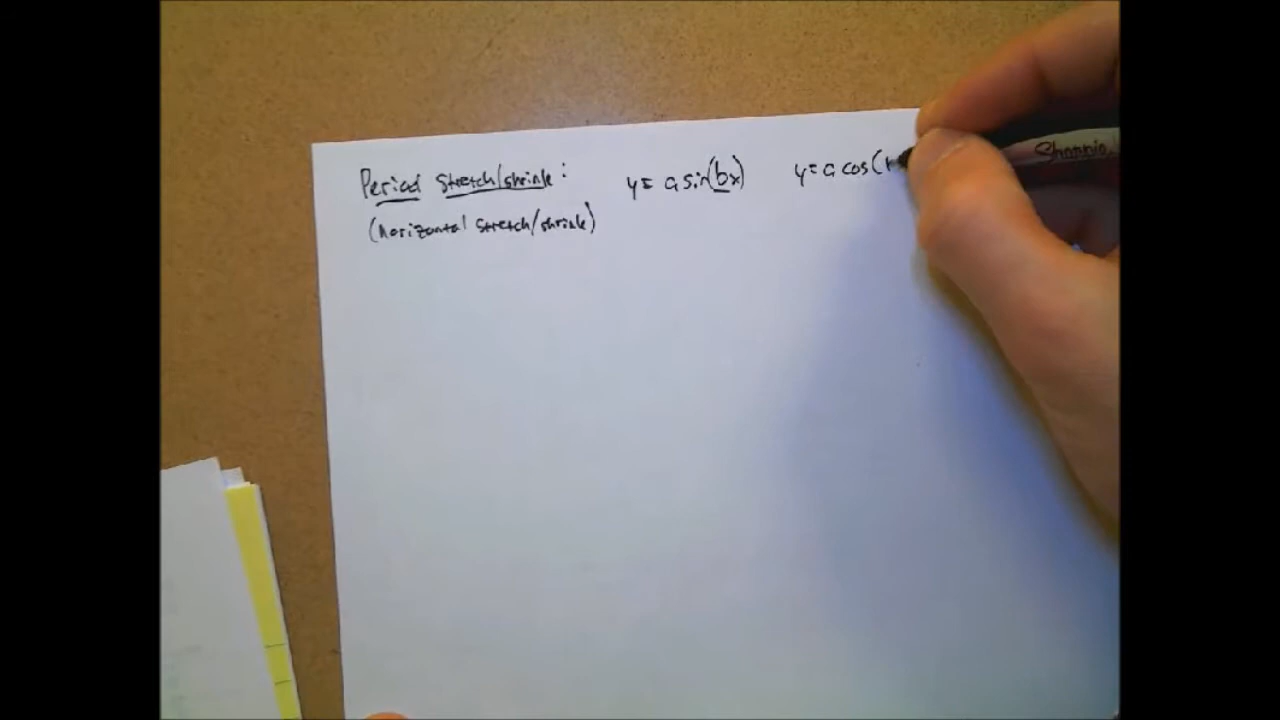 Period stretch/shrink: y = a sin(bx) y = a cos(
(horizontal stretch/shrink)
Sharpie